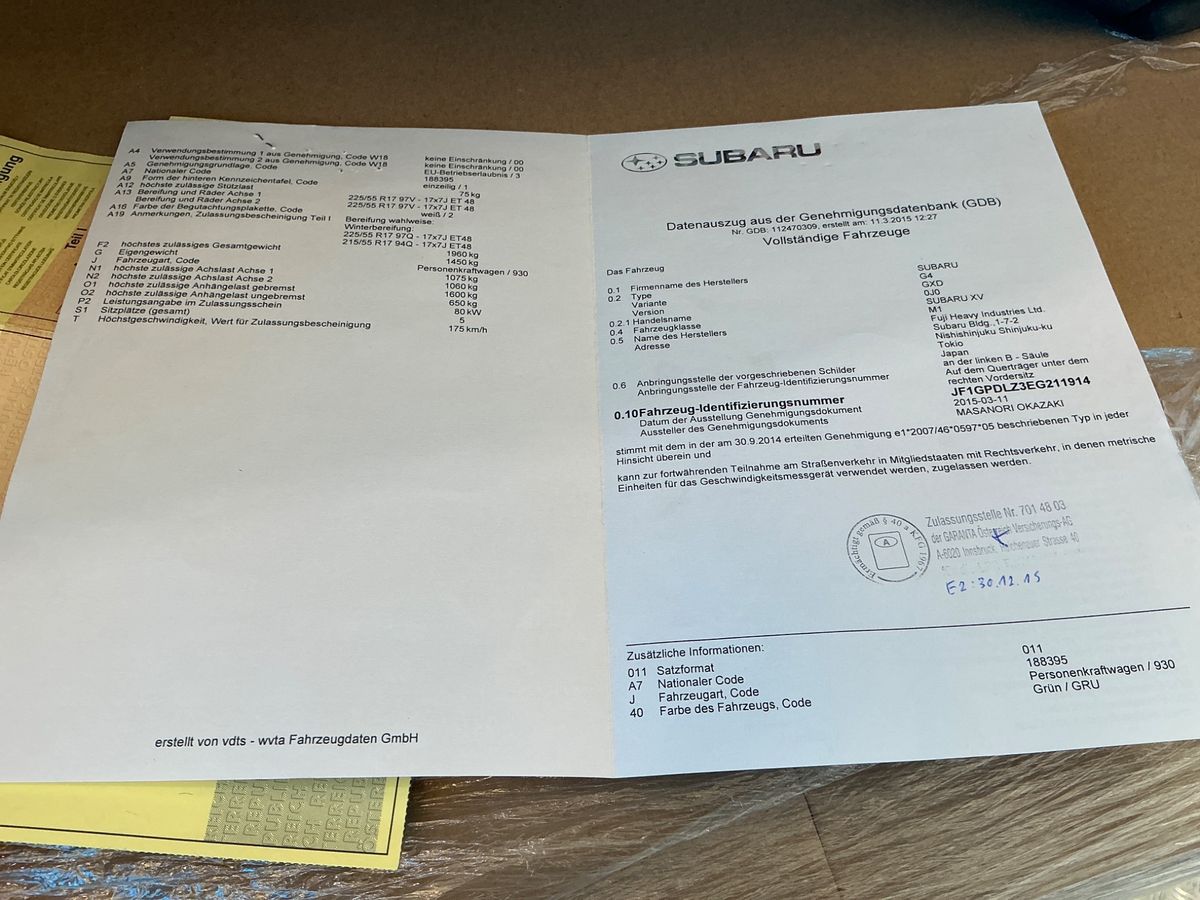 A4 Verwendungsbestimmung 1 aus Genehmigung, Code W18 keine Einschränkung / 00
Verwendungsbestimmung 2 aus Genehmigung, Code W18 keine Einschränkung / 00
A5 Genehmigungsgrundlage, Code EU-Betriebserlaubnis / 3
A7 Nationaler Code 188395
A9 Form der hinteren Kennzeichentafel, Code einzeilig / 1
A12 höchste zulässige Stützlast 75 kg
A13 Bereifung und Räder Achse 1 225/55 R17 97V - 17x7J ET 48
Bereifung und Räder Achse 2 225/55 R17 97V - 17x7J ET 48
A16 Farbe der Begutachtungsplakette, Code weiß / 2
A19 Anmerkungen, Zulassungsbescheinigung Teil I Bereifung wahlweise:
Winterbereifung:
225/55 R17 97Q - 17x7J ET48
215/55 R17 94Q - 17x7J ET48
F2 höchstes zulässiges Gesamtgewicht 1960 kg
G Eigengewicht 1450 kg
J Fahrzeugart, Code Personenkraftwagen / 930
N1 höchste zulässige Achslast Achse 1 1075 kg
N2 höchste zulässige Achslast Achse 2 1060 kg
O1 höchste zulässige Anhängelast gebremst 1600 kg
O2 höchste zulässige Anhängelast ungebremst 650 kg
P2 Leistungsangabe im Zulassungsschein 80 kW
S1 Sitzplätze (gesamt) 5
T Höchstgeschwindigkeit, Wert für Zulassungsbescheinigung 175 km/h
erstellt von vdts - wvta Fahrzeugdaten GmbH
SUBARU
Datenauszug aus der Genehmigungsdatenbank (GDB)
Nr. GDB: 112470309, erstellt am: 11.3.2015 12:27
Vollständige Fahrzeuge
Das Fahrzeug
0.1 Firmenname des Herstellers SUBARU
0.2 Type G4
Variante GXD
Version 0J0
0.2.1 Handelsname SUBARU XV
0.4 Fahrzeugklasse M1
0.5 Name des Herstellers Fuji Heavy Industries Ltd.
Adresse Subaru Bldg.,1-7-2
Nishishinjuku Shinjuku-ku
Tokio
Japan
0.6 Anbringungsstelle der vorgeschriebenen Schilder an der linken B - Säule
Anbringungsstelle der Fahrzeug-Identifizierungsnummer Auf dem Querträger unter dem
rechten Vordersitz
0.10 Fahrzeug-Identifizierungsnummer JF1GPDLZ3EG211914
Datum der Ausstellung Genehmigungsdokument 2015-03-11
Aussteller des Genehmigungsdokuments MASANORI OKAZAKI
stimmt mit dem in der am 30.9.2014 erteilten Genehmigung e1*2007/46*0597*05 beschriebenen Typ in jeder
Hinsicht überein und
kann zur fortwährenden Teilnahme am Straßenverkehr in Mitgliedstaaten mit Rechtsverkehr, in denen metrische
Einheiten für das Geschwindigkeitsmessgerät verwendet werden, zugelassen werden.
Ermächtigt gemäß § 40 a KFG 1967
A
Zulassungsstelle Nr. 701 48 03
der GARANTA Österreich Versicherungs-AG
A-6020 Innsbruck, Reichenauer Strasse 40
EZ: 30.12.15
Zusätzliche Informationen:
011 Satzformat 011
A7 Nationaler Code 188395
J Fahrzeugart, Code Personenkraftwagen / 930
40 Farbe des Fahrzeugs, Code Grün / GRU
Teil I